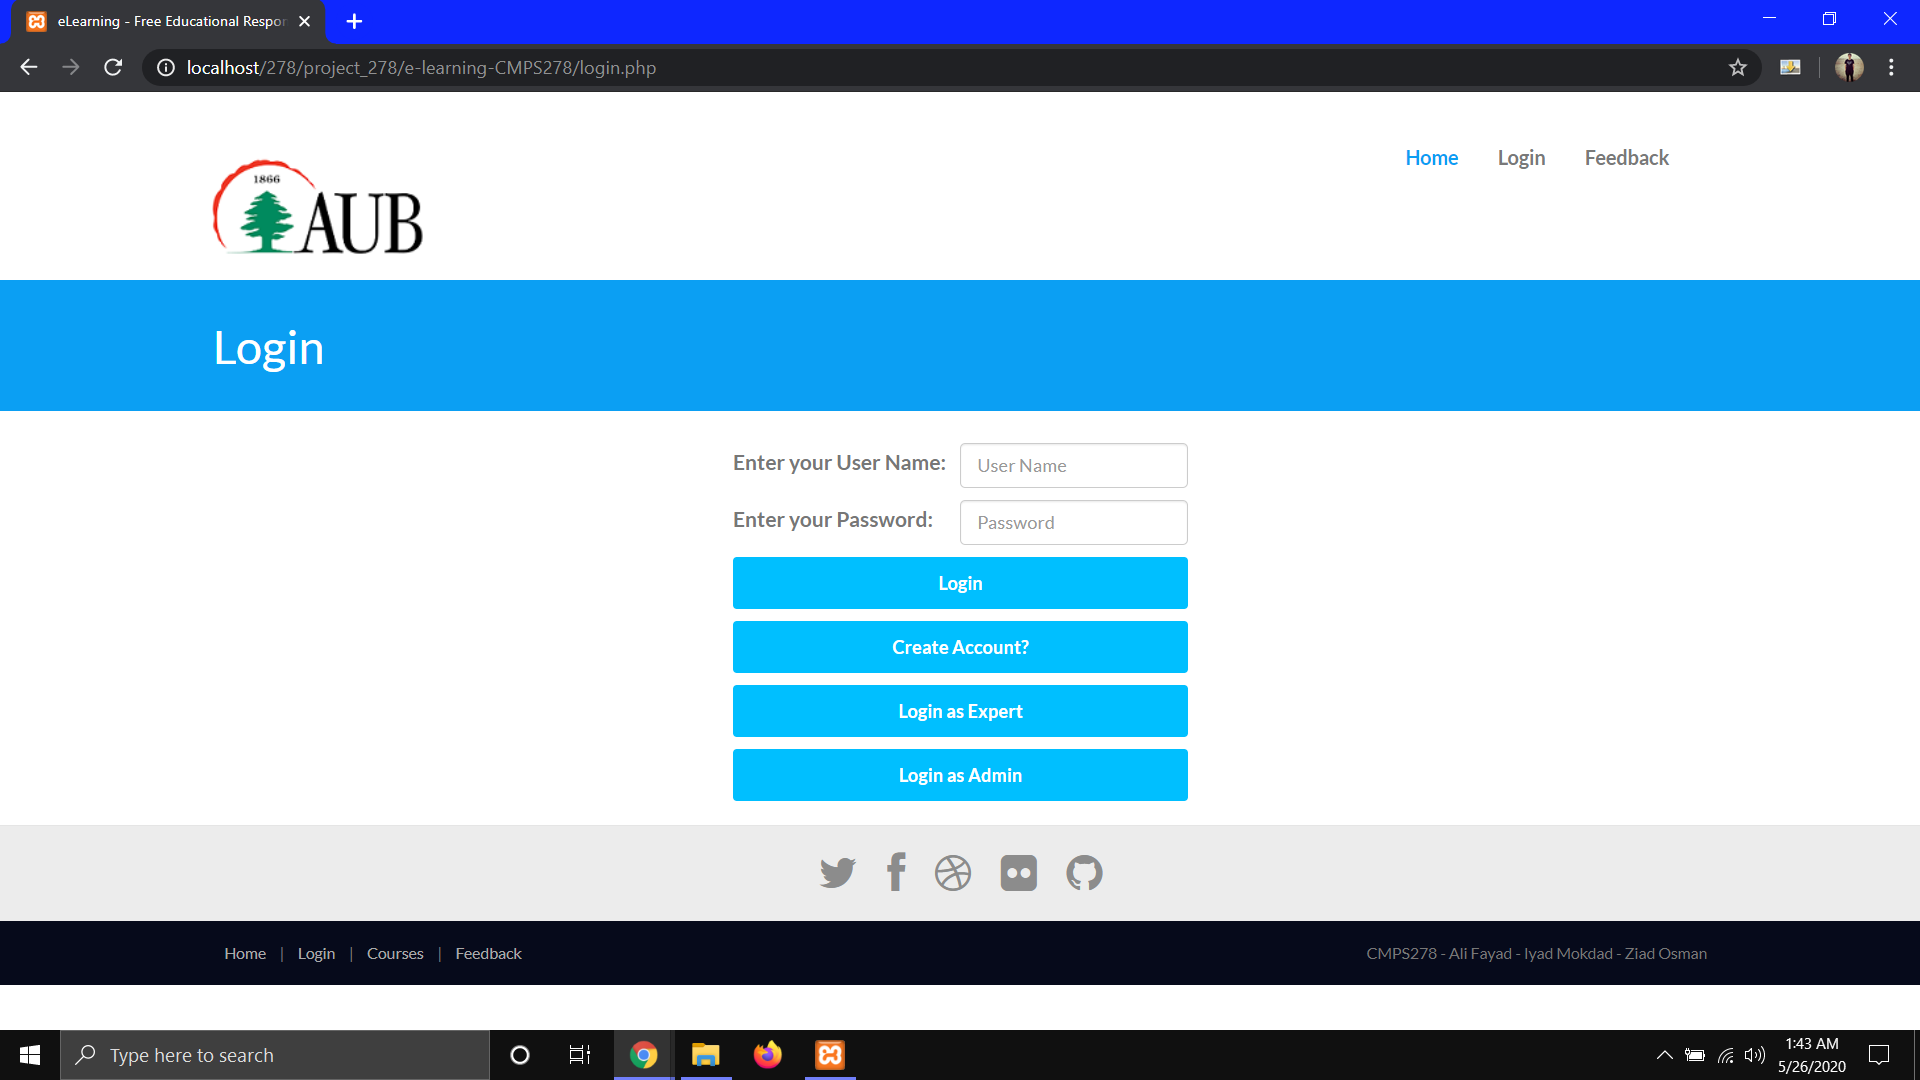 eLearning - Free Educational Respon
localhost/278/project_278/e-learning-CMPS278/login.php
Home Login Feedback
1866
AUB
Login
Enter your User Name: User Name
Enter your Password: Password
Login
Create Account?
Login as Expert
Login as Admin
Home | Login | Courses | Feedback CMPS278 - Ali Fayad - Iyad Mokdad - Ziad Osman
Type here to search
1:43 AM
5/26/2020